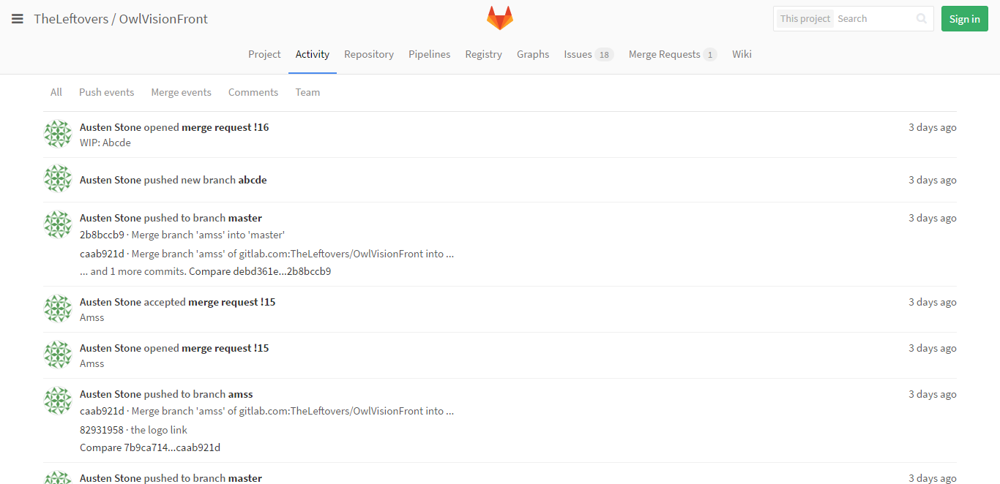 TheLeftovers / OwlVisionFront
This project Search
Sign in
Project Activity Repository Pipelines Registry Graphs Issues 18 Merge Requests 1 Wiki
All Push events Merge events Comments Team
Austen Stone opened merge request !16 3 days ago
WIP: Abcde
Austen Stone pushed new branch abcde 3 days ago
Austen Stone pushed to branch master 3 days ago
2b8bccb9 · Merge branch 'amss' into 'master'
caab921d · Merge branch 'amss' of gitlab.com:TheLeftovers/OwlVisionFront into ...
... and 1 more commits. Compare debd361e...2b8bccb9
Austen Stone accepted merge request !15 3 days ago
Amss
Austen Stone opened merge request !15 3 days ago
Amss
Austen Stone pushed to branch amss 3 days ago
caab921d · Merge branch 'amss' of gitlab.com:TheLeftovers/OwlVisionFront into ...
82931958 · the logo link
Compare 7b9ca714...caab921d
Austen Stone pushed to branch master 3 days ago